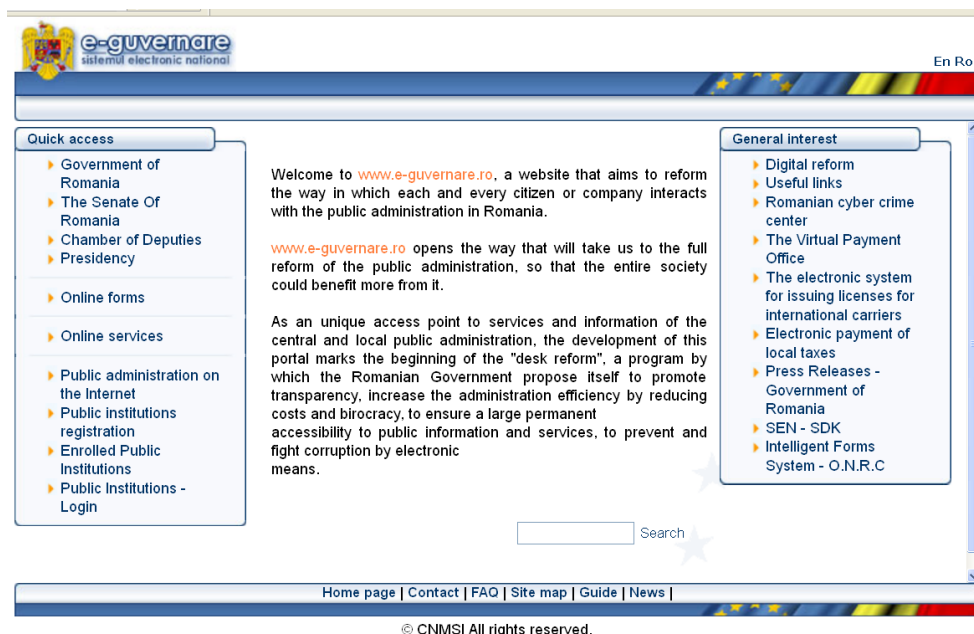 e-guvernare
sistemul electronic national
En Ro
Quick access
Government of
Romania
The Senate Of
Romania
Chamber of Deputies
Presidency
Online forms
Online services
Public administration on
the Internet
Public institutions
registration
Enrolled Public
Institutions
Public Institutions -
Login
Welcome to www.e-guvernare.ro, a website that aims to reform
the way in which each and every citizen or company interacts
with the public administration in Romania.
www.e-guvernare.ro opens the way that will take us to the full
reform of the public administration, so that the entire society
could benefit more from it.
As an unique access point to services and information of the
central and local public administration, the development of this
portal marks the beginning of the "desk reform", a program by
which the Romanian Government propose itself to promote
transparency, increase the administration efficiency by reducing
costs and birocracy, to ensure a large permanent
accessibility to public information and services, to prevent and
fight corruption by electronic
means.
Search
General interest
Digital reform
Useful links
Romanian cyber crime
center
The Virtual Payment
Office
The electronic system
for issuing licenses for
international carriers
Electronic payment of
local taxes
Press Releases -
Government of
Romania
SEN - SDK
Intelligent Forms
System - O.N.R.C
Home page | Contact | FAQ | Site map | Guide | News |
© CNMSI All rights reserved.